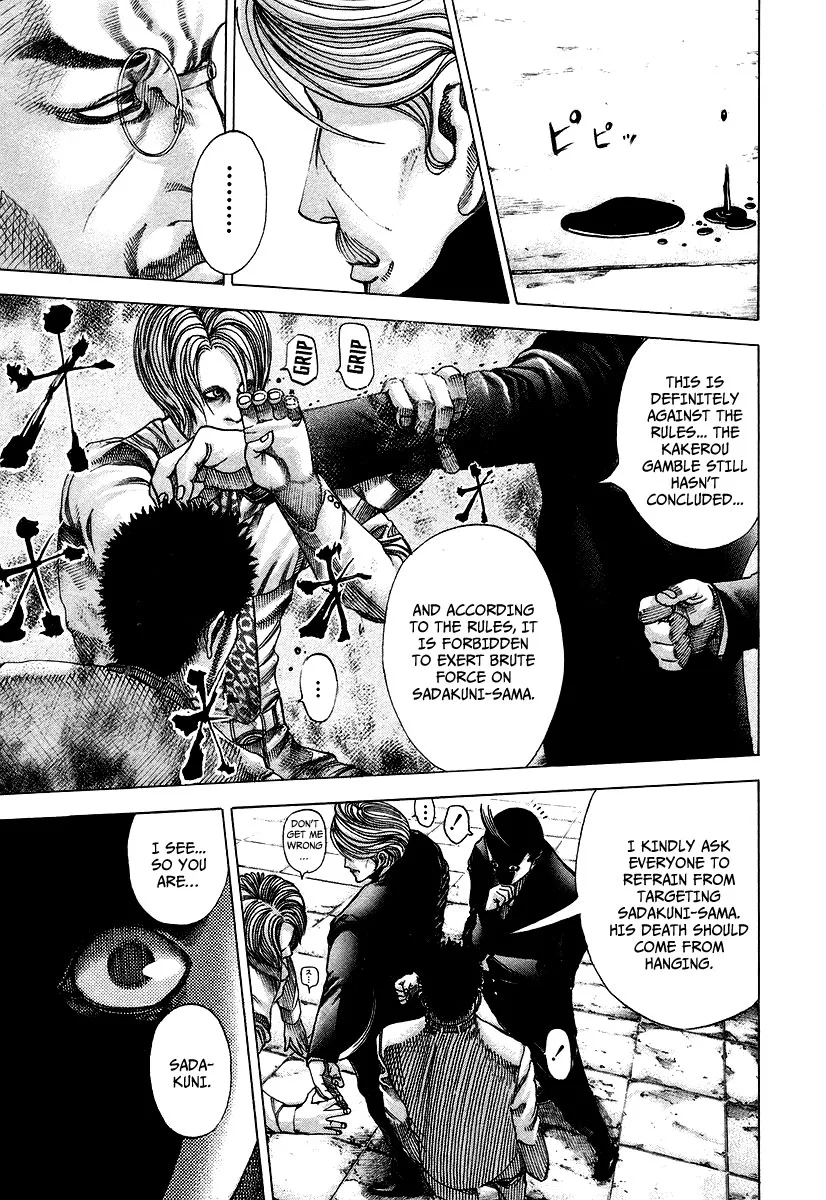 ピピッ
GRIP
GRIP
THIS IS
DEFINITELY
AGAINST THE
RULES... THE
KAKEROU
GAMBLE STILL
HASN'T
CONCLUDED...
AND ACCORDING
TO THE RULES, IT
IS FORBIDDEN
TO EXERT BRUTE
FORCE ON
SADAKUNI-SAMA.
...
I KINDLY ASK
EVERYONE TO
REFRAIN FROM
TARGETING
SADAKUNI-SAMA.
HIS DEATH SHOULD
COME FROM
HANGING.
!
...
DON'T
GET ME
WRONG
...
!
I SEE...
SO YOU
ARE...
SADA-
KUNI.